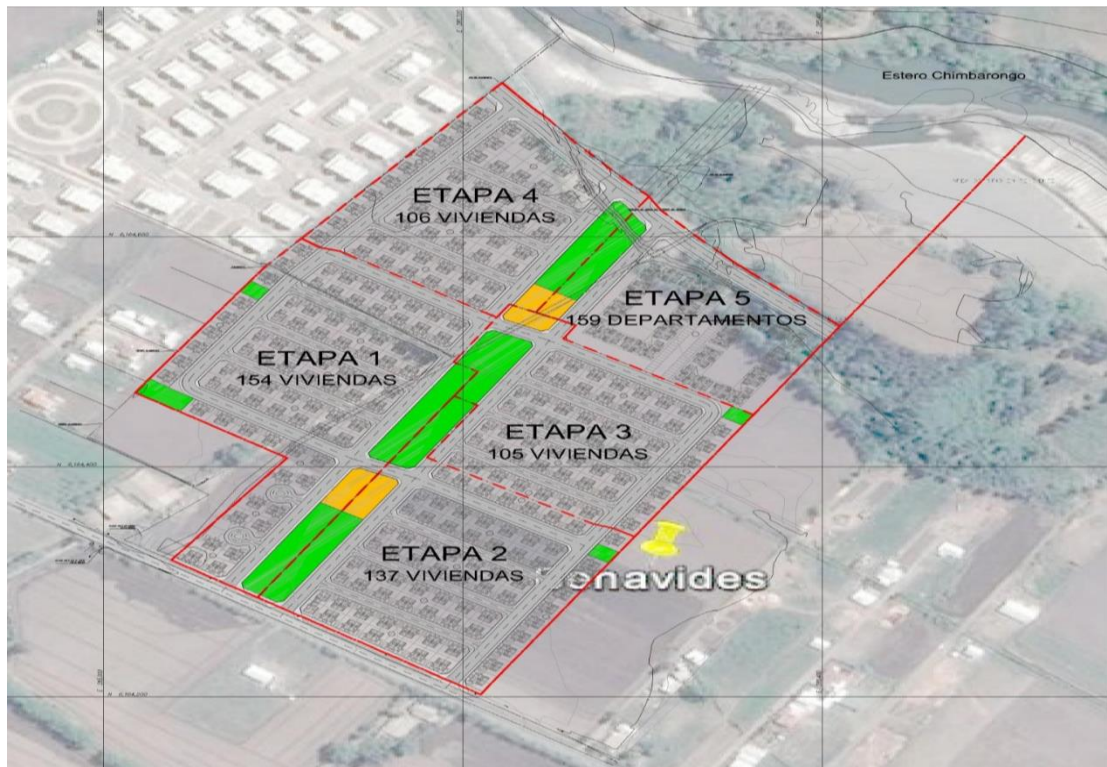 Estero Chimbarongo
ETAPA 4
106 VIVIENDAS
ETAPA 5
159 DEPARTAMENTOS
ETAPA 1
154 VIVIENDAS
ETAPA 3
105 VIVIENDAS
ETAPA 2
137 VIVIENDAS
enavides